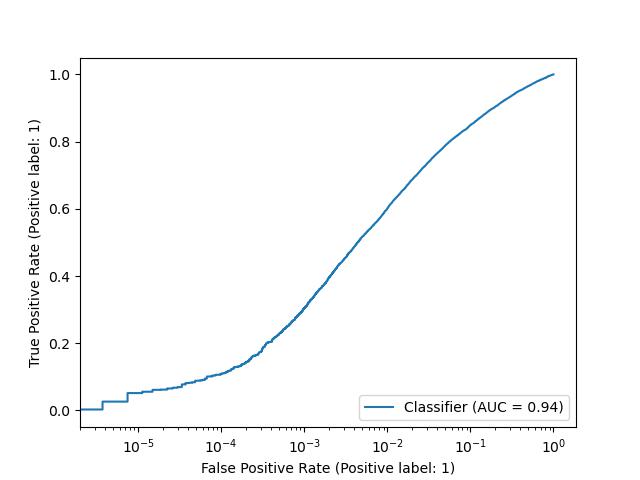 True Positive Rate (Positive label: 1)
1.0
0.8
0.6
0.4
0.2
0.0
Classifier (AUC = 0.94)
10⁻⁵ 10⁻⁴ 10⁻³ 10⁻² 10⁻¹ 10⁰
False Positive Rate (Positive label: 1)